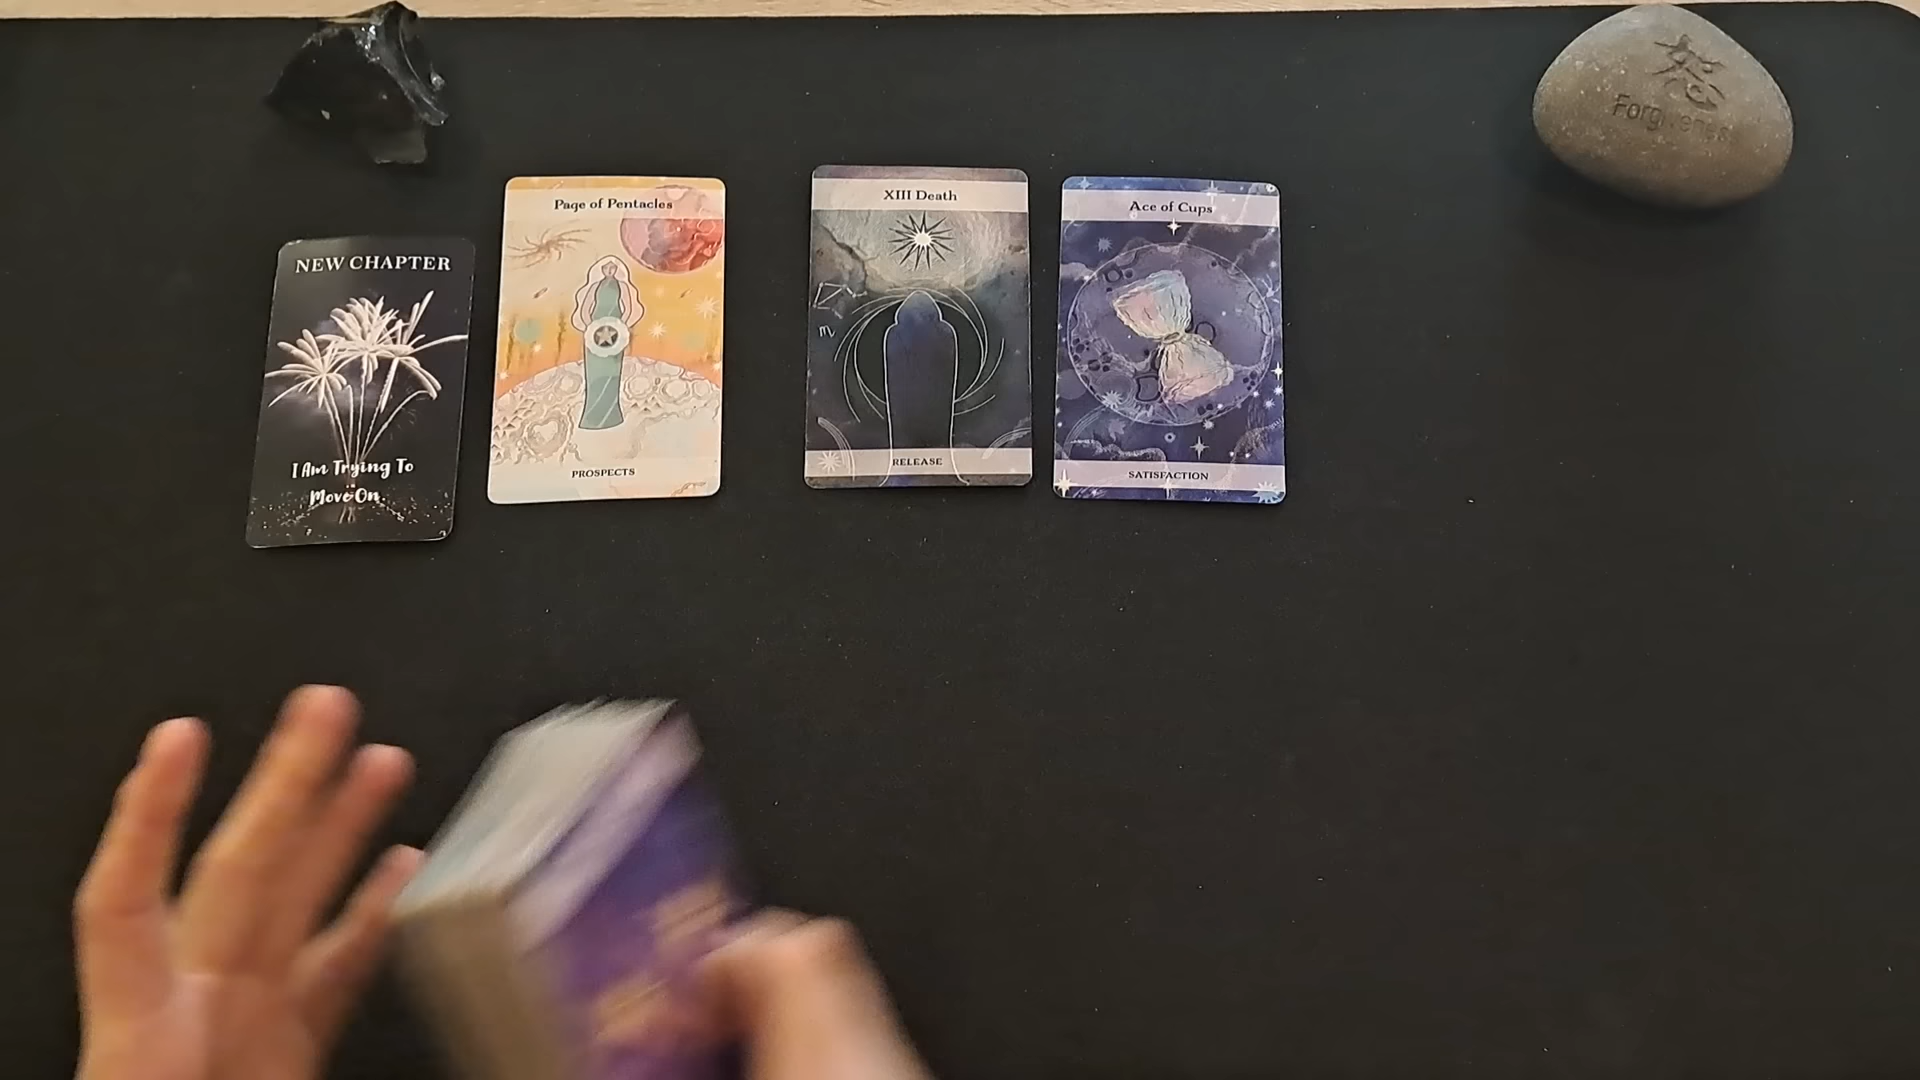 NEW CHAPTER
I Am Trying To
Move On
Page of Pentacles
PROSPECTS
XIII Death
♏
RELEASE
Ace of Cups
SATISFACTION
Forgiveness